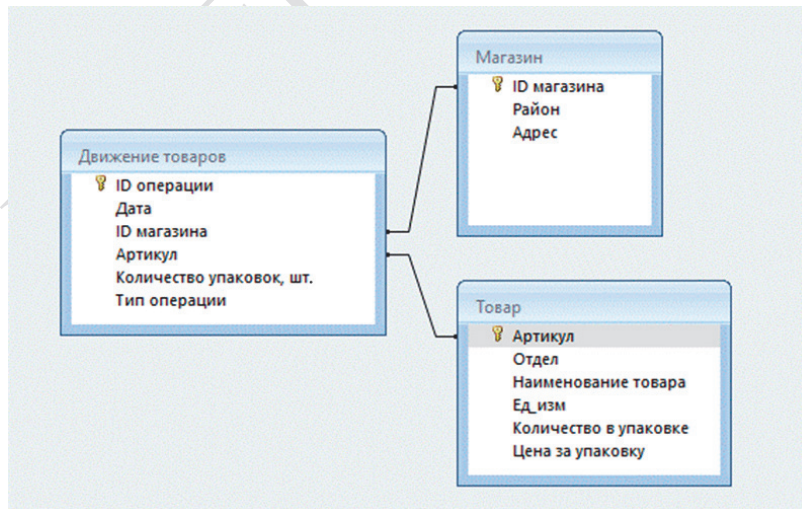 Магазин
ID магазина
Район
Адрес
Движение товаров
ID операции
Дата
ID магазина
Артикул
Количество упаковок, шт.
Тип операции
Товар
Артикул
Отдел
Наименование товара
Ед_изм
Количество в упаковке
Цена за упаковку